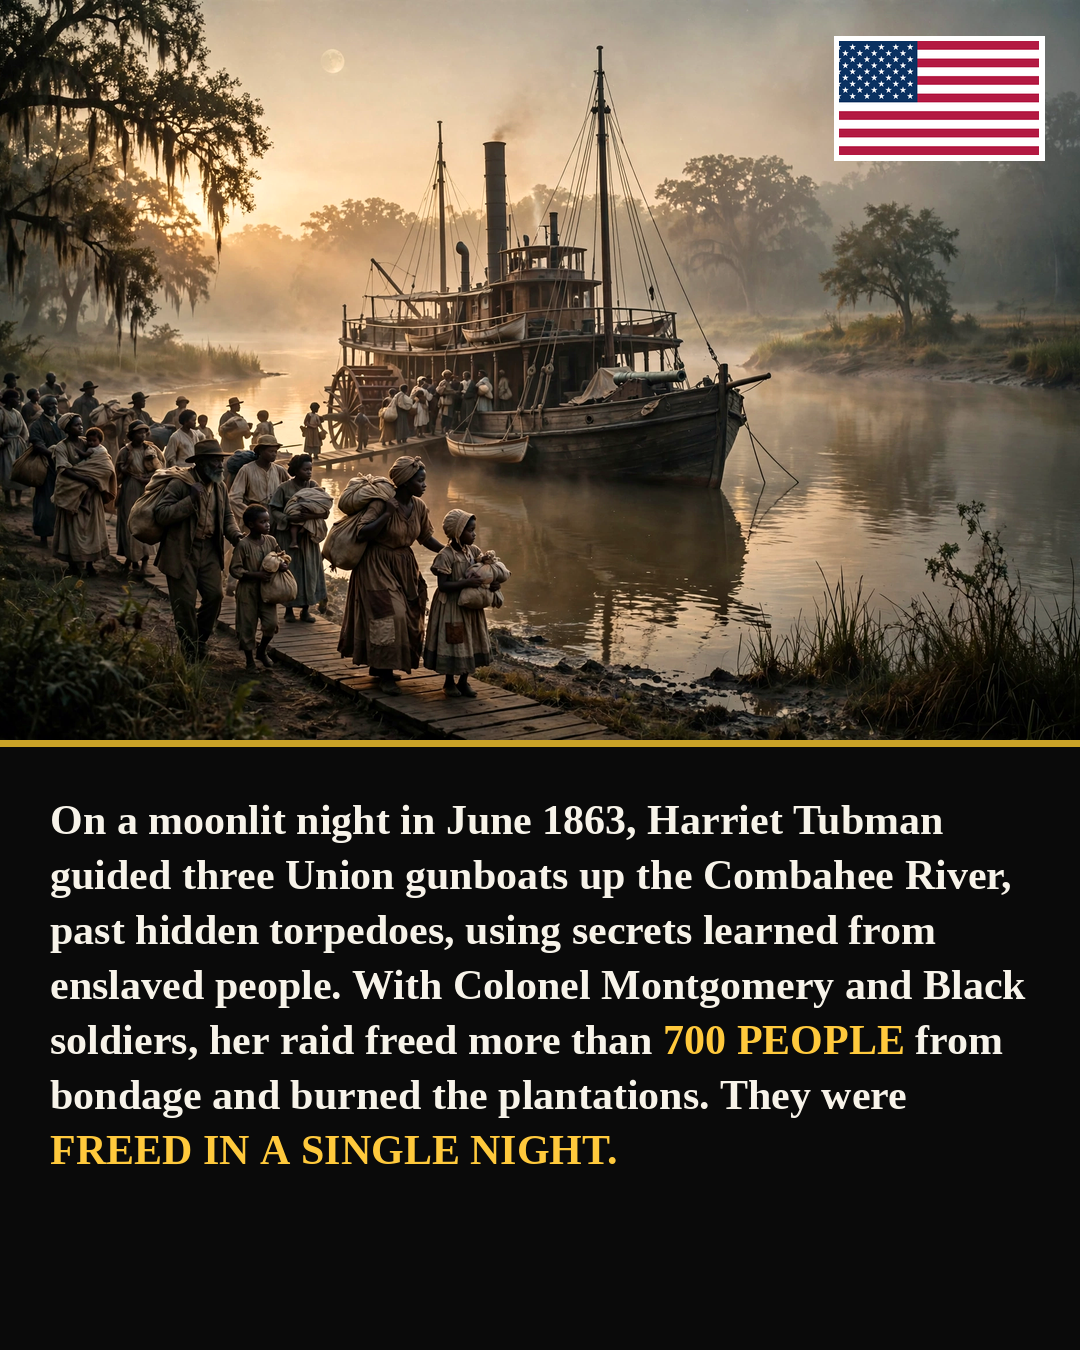 On a moonlit night in June 1863, Harriet Tubman
guided three Union gunboats up the Combahee River,
past hidden torpedoes, using secrets learned from
enslaved people. With Colonel Montgomery and Black
soldiers, her raid freed more than 700 PEOPLE from
bondage and burned the plantations. They were
FREED IN A SINGLE NIGHT.